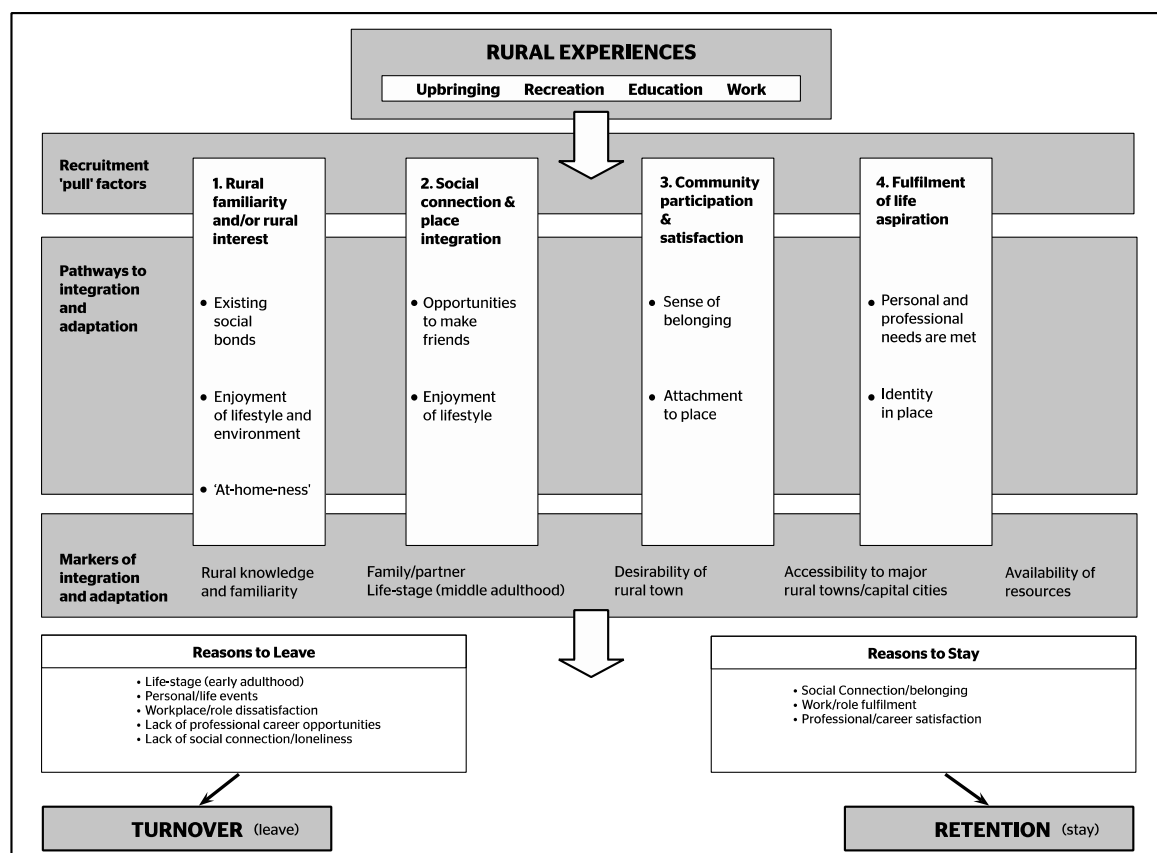 RURAL EXPERIENCES
Upbringing Recreation Education Work
Recruitment
'pull' factors
1. Rural
familiarity
and/or rural
interest
2. Social
connection &
place
integration
3. Community
participation
&
satisfaction
4. Fulfilment
of life
aspiration
Pathways to
integration
and
adaptation
• Existing
social
bonds
• Enjoyment
of lifestyle and
environment
• 'At-home-ness'
• Opportunities
to make
friends
• Enjoyment
of lifestyle
• Sense of
belonging
• Attachment
to place
• Personal and
professional
needs are met
• Identity
in place
Markers of
integration
and adaptation
Rural knowledge
and familiarity
Family/partner
Life-stage (middle adulthood)
Desirability of
rural town
Accessibility to major
rural towns/capital cities
Availability of
resources
Reasons to Leave
• Life-stage (early adulthood)
• Personal/life events
• Workplace/role dissatisfaction
• Lack of professional career opportunities
• Lack of social connection/loneliness
Reasons to Stay
• Social Connection/belonging
• Work/role fulfilment
• Professional/career satisfaction
TURNOVER (leave)
RETENTION (stay)